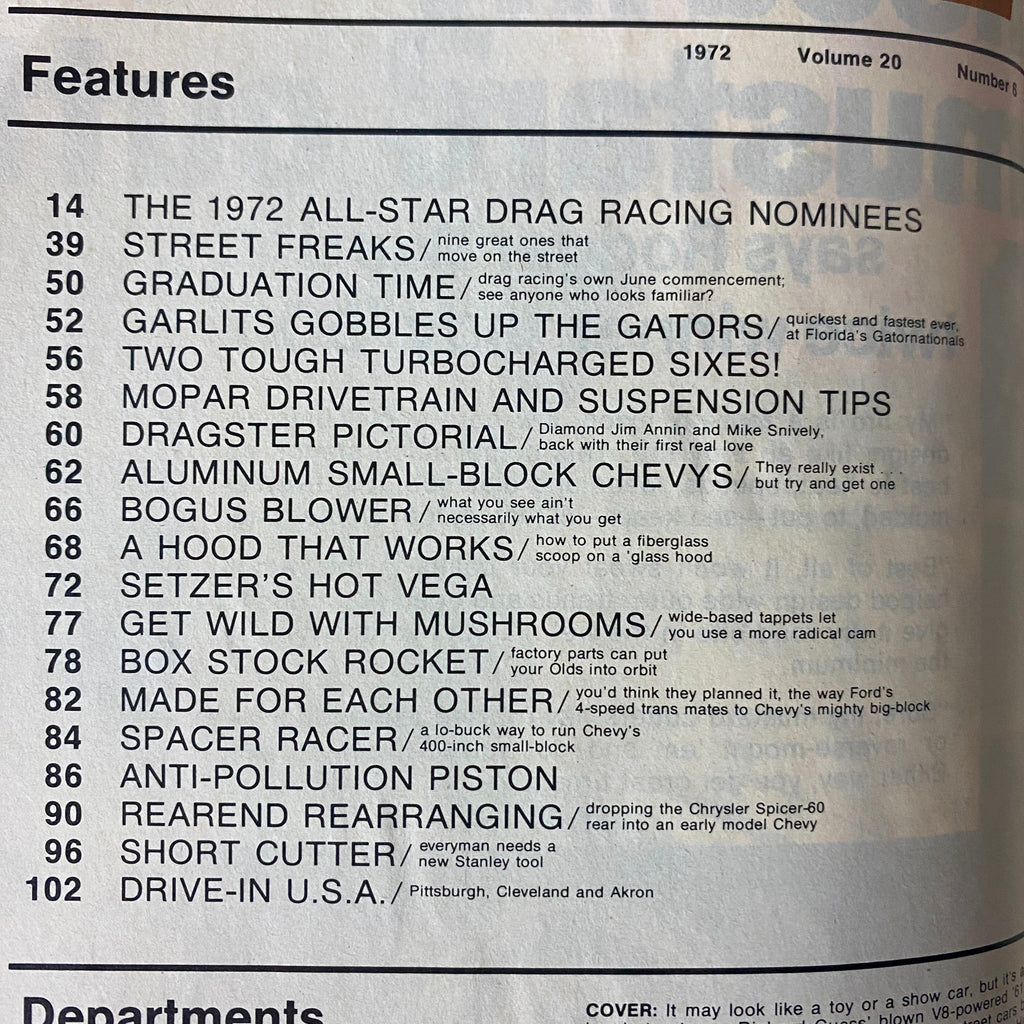 1972 Volume 20 Number 6
Features
14 THE 1972 ALL-STAR DRAG RACING NOMINEES
39 STREET FREAKS/ nine great ones that
move on the street
50 GRADUATION TIME/ drag racing's own June commencement;
see anyone who looks familiar?
52 GARLITS GOBBLES UP THE GATORS/ quickest and fastest ever,
at Florida's Gatornationals
56 TWO TOUGH TURBOCHARGED SIXES!
58 MOPAR DRIVETRAIN AND SUSPENSION TIPS
60 DRAGSTER PICTORIAL/ Diamond Jim Annin and Mike Snively,
back with their first real love
62 ALUMINUM SMALL-BLOCK CHEVYS/ They really exist . . .
but try and get one
66 BOGUS BLOWER/ what you see ain't
necessarily what you get
68 A HOOD THAT WORKS/ how to put a fiberglass
scoop on a 'glass hood
72 SETZER'S HOT VEGA
77 GET WILD WITH MUSHROOMS/ wide-based tappets let
you use a more radical cam
78 BOX STOCK ROCKET/ factory parts can put
your Olds into orbit
82 MADE FOR EACH OTHER/ you'd think they planned it, the way Ford's
4-speed trans mates to Chevy's mighty big-block
84 SPACER RACER/ a lo-buck way to run Chevy's
400-inch small-block
86 ANTI-POLLUTION PISTON
90 REAREND REARRANGING/ dropping the Chrysler Spicer-60
rear into an early model Chevy
96 SHORT CUTTER/ everyman needs a
new Stanley tool
102 DRIVE-IN U.S.A./ Pittsburgh, Cleveland and Akron
Departments
COVER: It may look like a toy or a show car, but it's
blown V8-powered